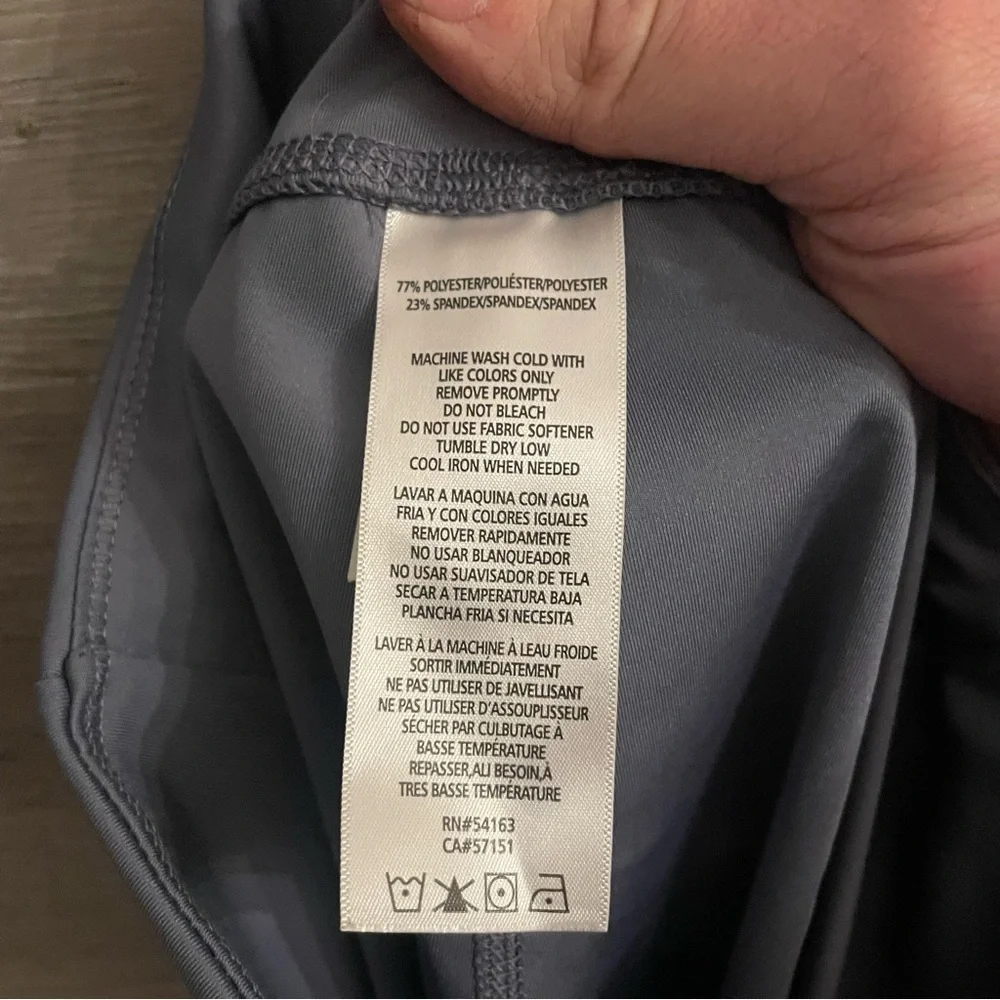 77% POLYESTER/POLIÉSTER/POLYESTER
23% SPANDEX/SPANDEX/SPANDEX
MACHINE WASH COLD WITH
LIKE COLORS ONLY
REMOVE PROMPTLY
DO NOT BLEACH
DO NOT USE FABRIC SOFTENER
TUMBLE DRY LOW
COOL IRON WHEN NEEDED
LAVAR A MAQUINA CON AGUA
FRIA Y CON COLORES IGUALES
REMOVER RAPIDAMENTE
NO USAR BLANQUEADOR
NO USAR SUAVISADOR DE TELA
SECAR A TEMPERATURA BAJA
PLANCHA FRIA SI NECESITA
LAVER À LA MACHINE À LEAU FROIDE
SORTIR IMMÉDIATEMENT
NE PAS UTILISER DE JAVELLISANT
NE PAS UTILISER D'ASSOUPLISSEUR
SÉCHER PAR CULBUTAGE À
BASSE TEMPÉRATURE
REPASSER,ALI BESOIN,À
TRES BASSE TEMPÉRATURE
RN#54163
CA#57151